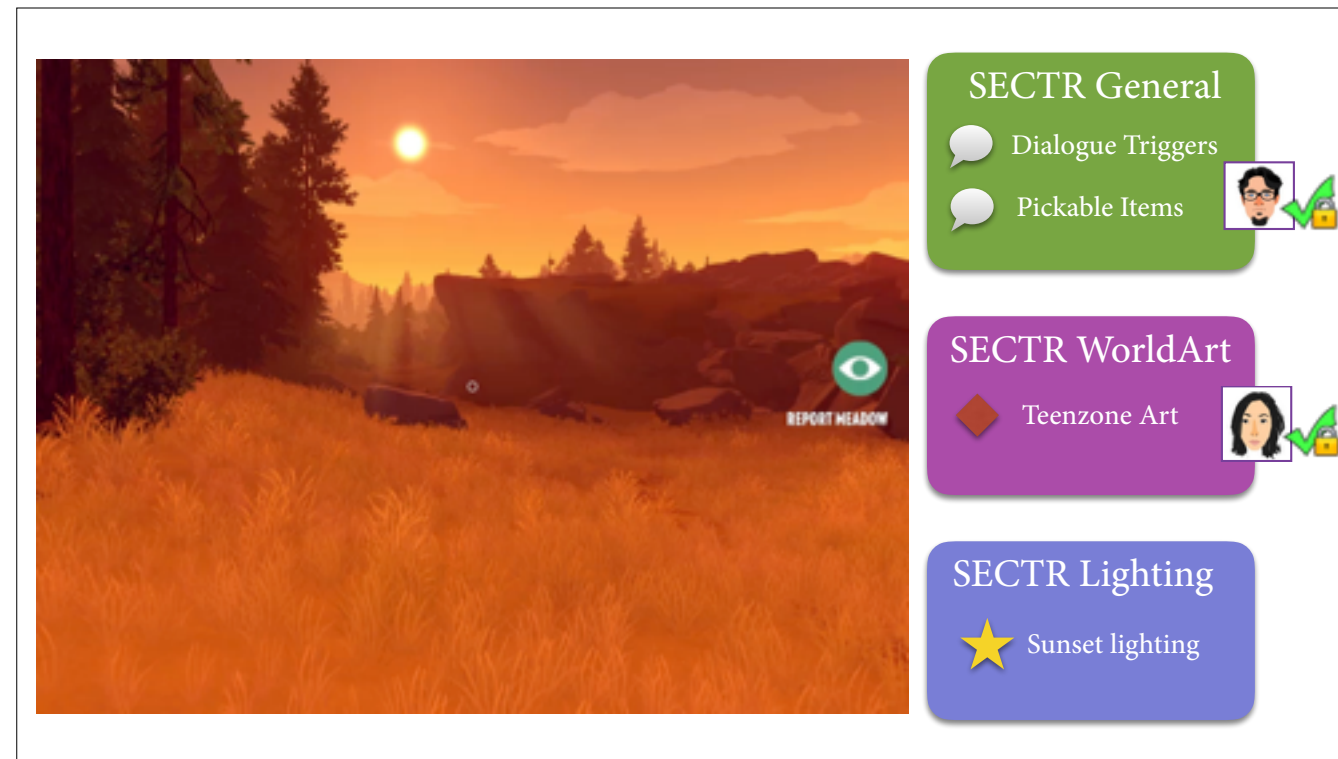 REPORT MEADOW
SECTR General
Dialogue Triggers
Pickable Items
SECTR WorldArt
Teenzone Art
SECTR Lighting
Sunset lighting